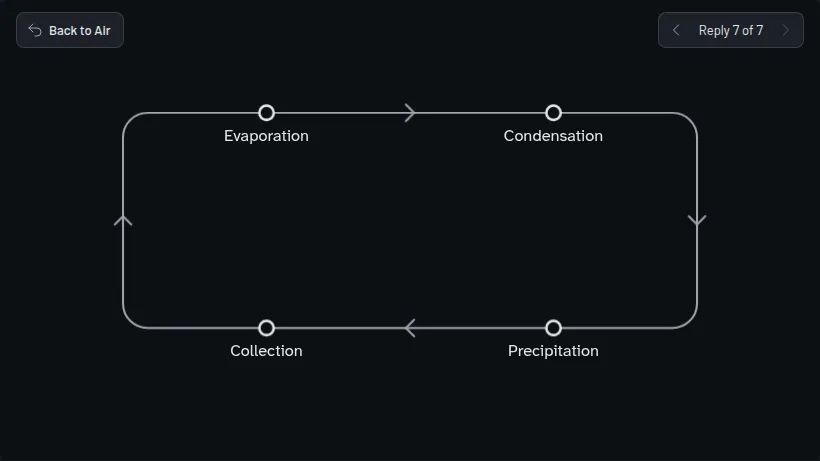 Back to Air
Reply 7 of 7
Evaporation
Condensation
Collection
Precipitation